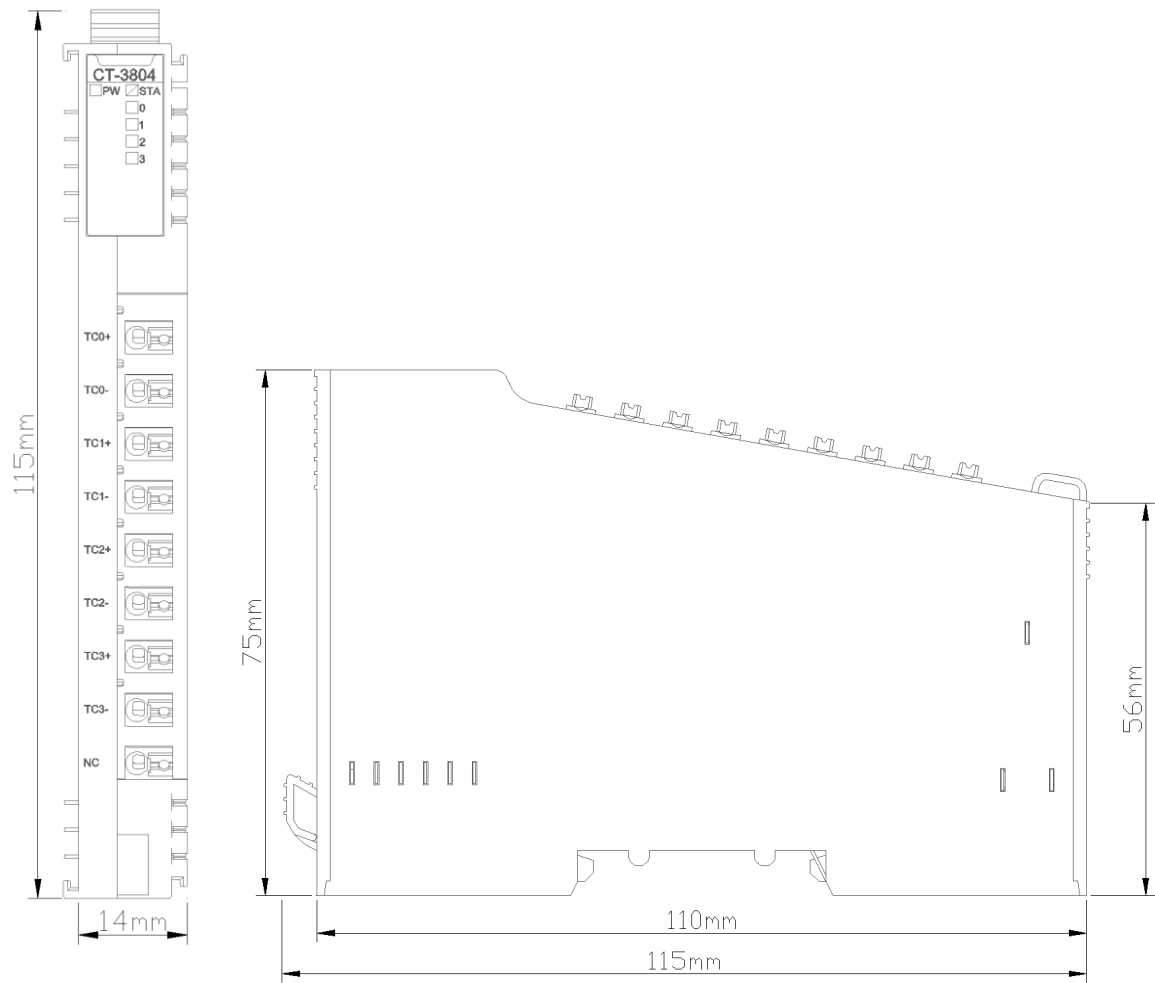 CT-3804
PW STA
0
1
2
3
TC0+
TC0-
TC1+
TC1-
TC2+
TC2-
TC3+
TC3-
NC
115mm
14mm
75mm
56mm
110mm
115mm